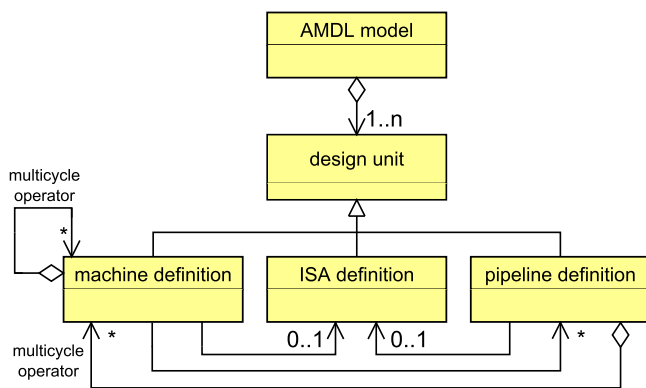 AMDL model
1..n
design unit
multicycle
operator
*
machine definition
ISA definition
pipeline definition
*
0..1
0..1
*
multicycle
operator